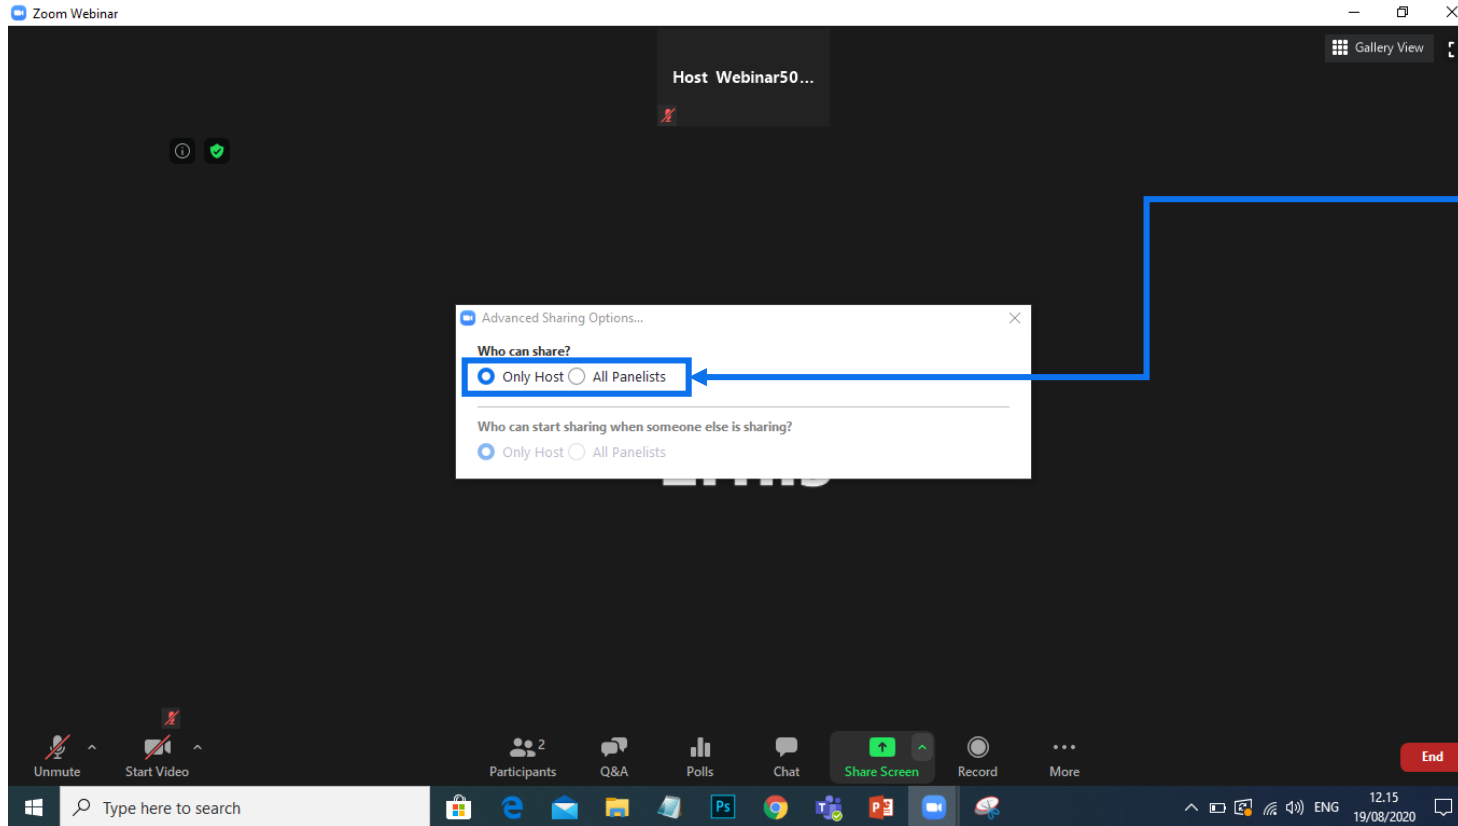 Zoom Webinar
Gallery View
Host Webinar50...
Advanced Sharing Options...
Who can share?
Only Host All Panelists
Who can start sharing when someone else is sharing?
Only Host All Panelists
2
Unmute Start Video Participants Q&A Polls Chat Share Screen Record More End
Type here to search
Ps
ENG
12.15
19/08/2020